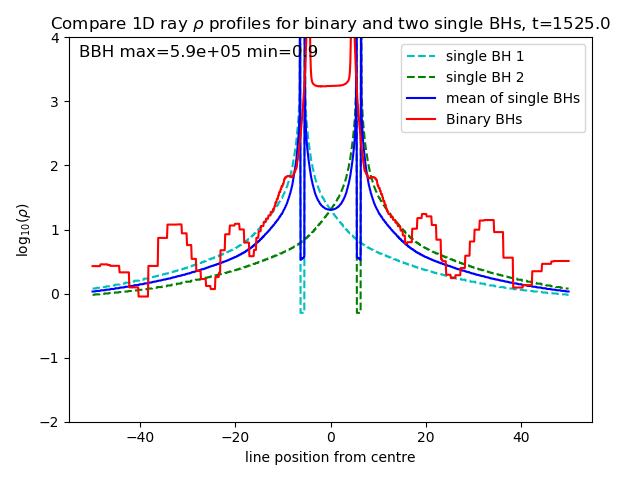 Compare 1D ray ρ profiles for binary and two single BHs, t=1525.0
BBH max=5.9e+05 min=0.9
single BH 1
single BH 2
mean of single BHs
Binary BHs
log₁₀(ρ)
4
3
2
1
0
−1
−2
−40 −20 0 20 40
line position from centre